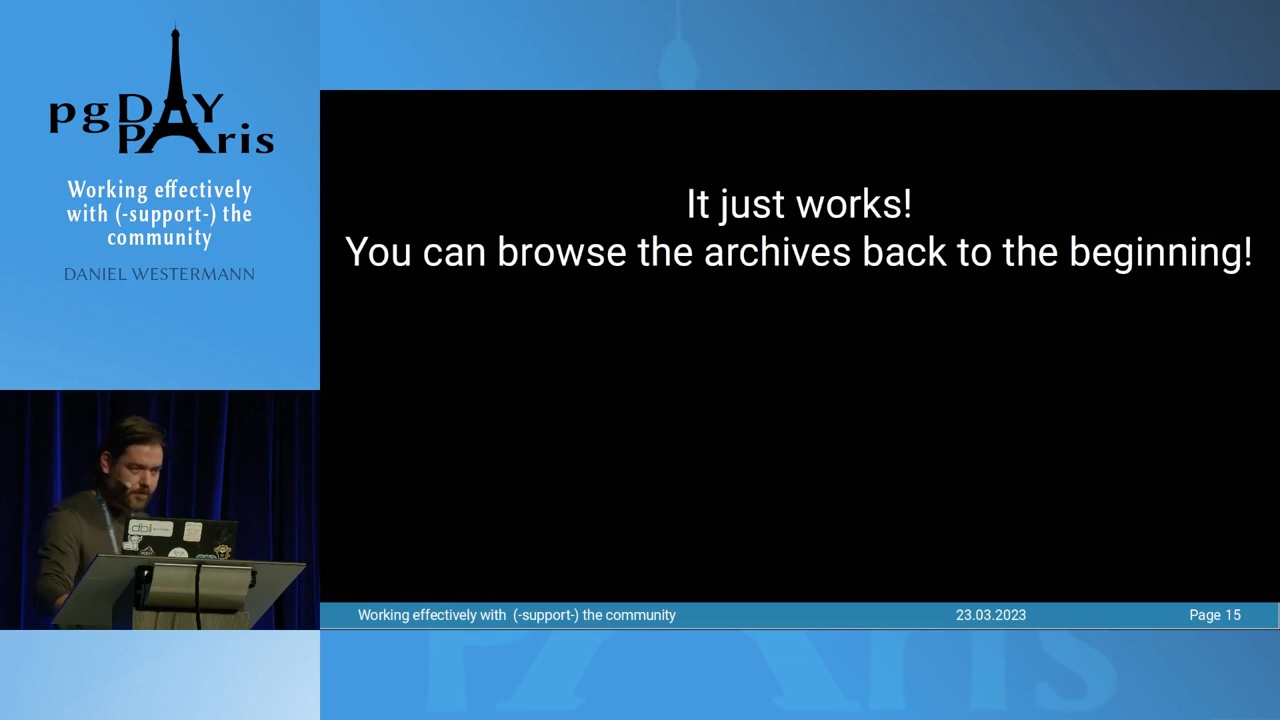 pgDAY
PAris
Working effectively
with (-support-) the
community
DANIEL WESTERMANN
It just works!
You can browse the archives back to the beginning!
dbi
Working effectively with (-support-) the community 23.03.2023 Page 15